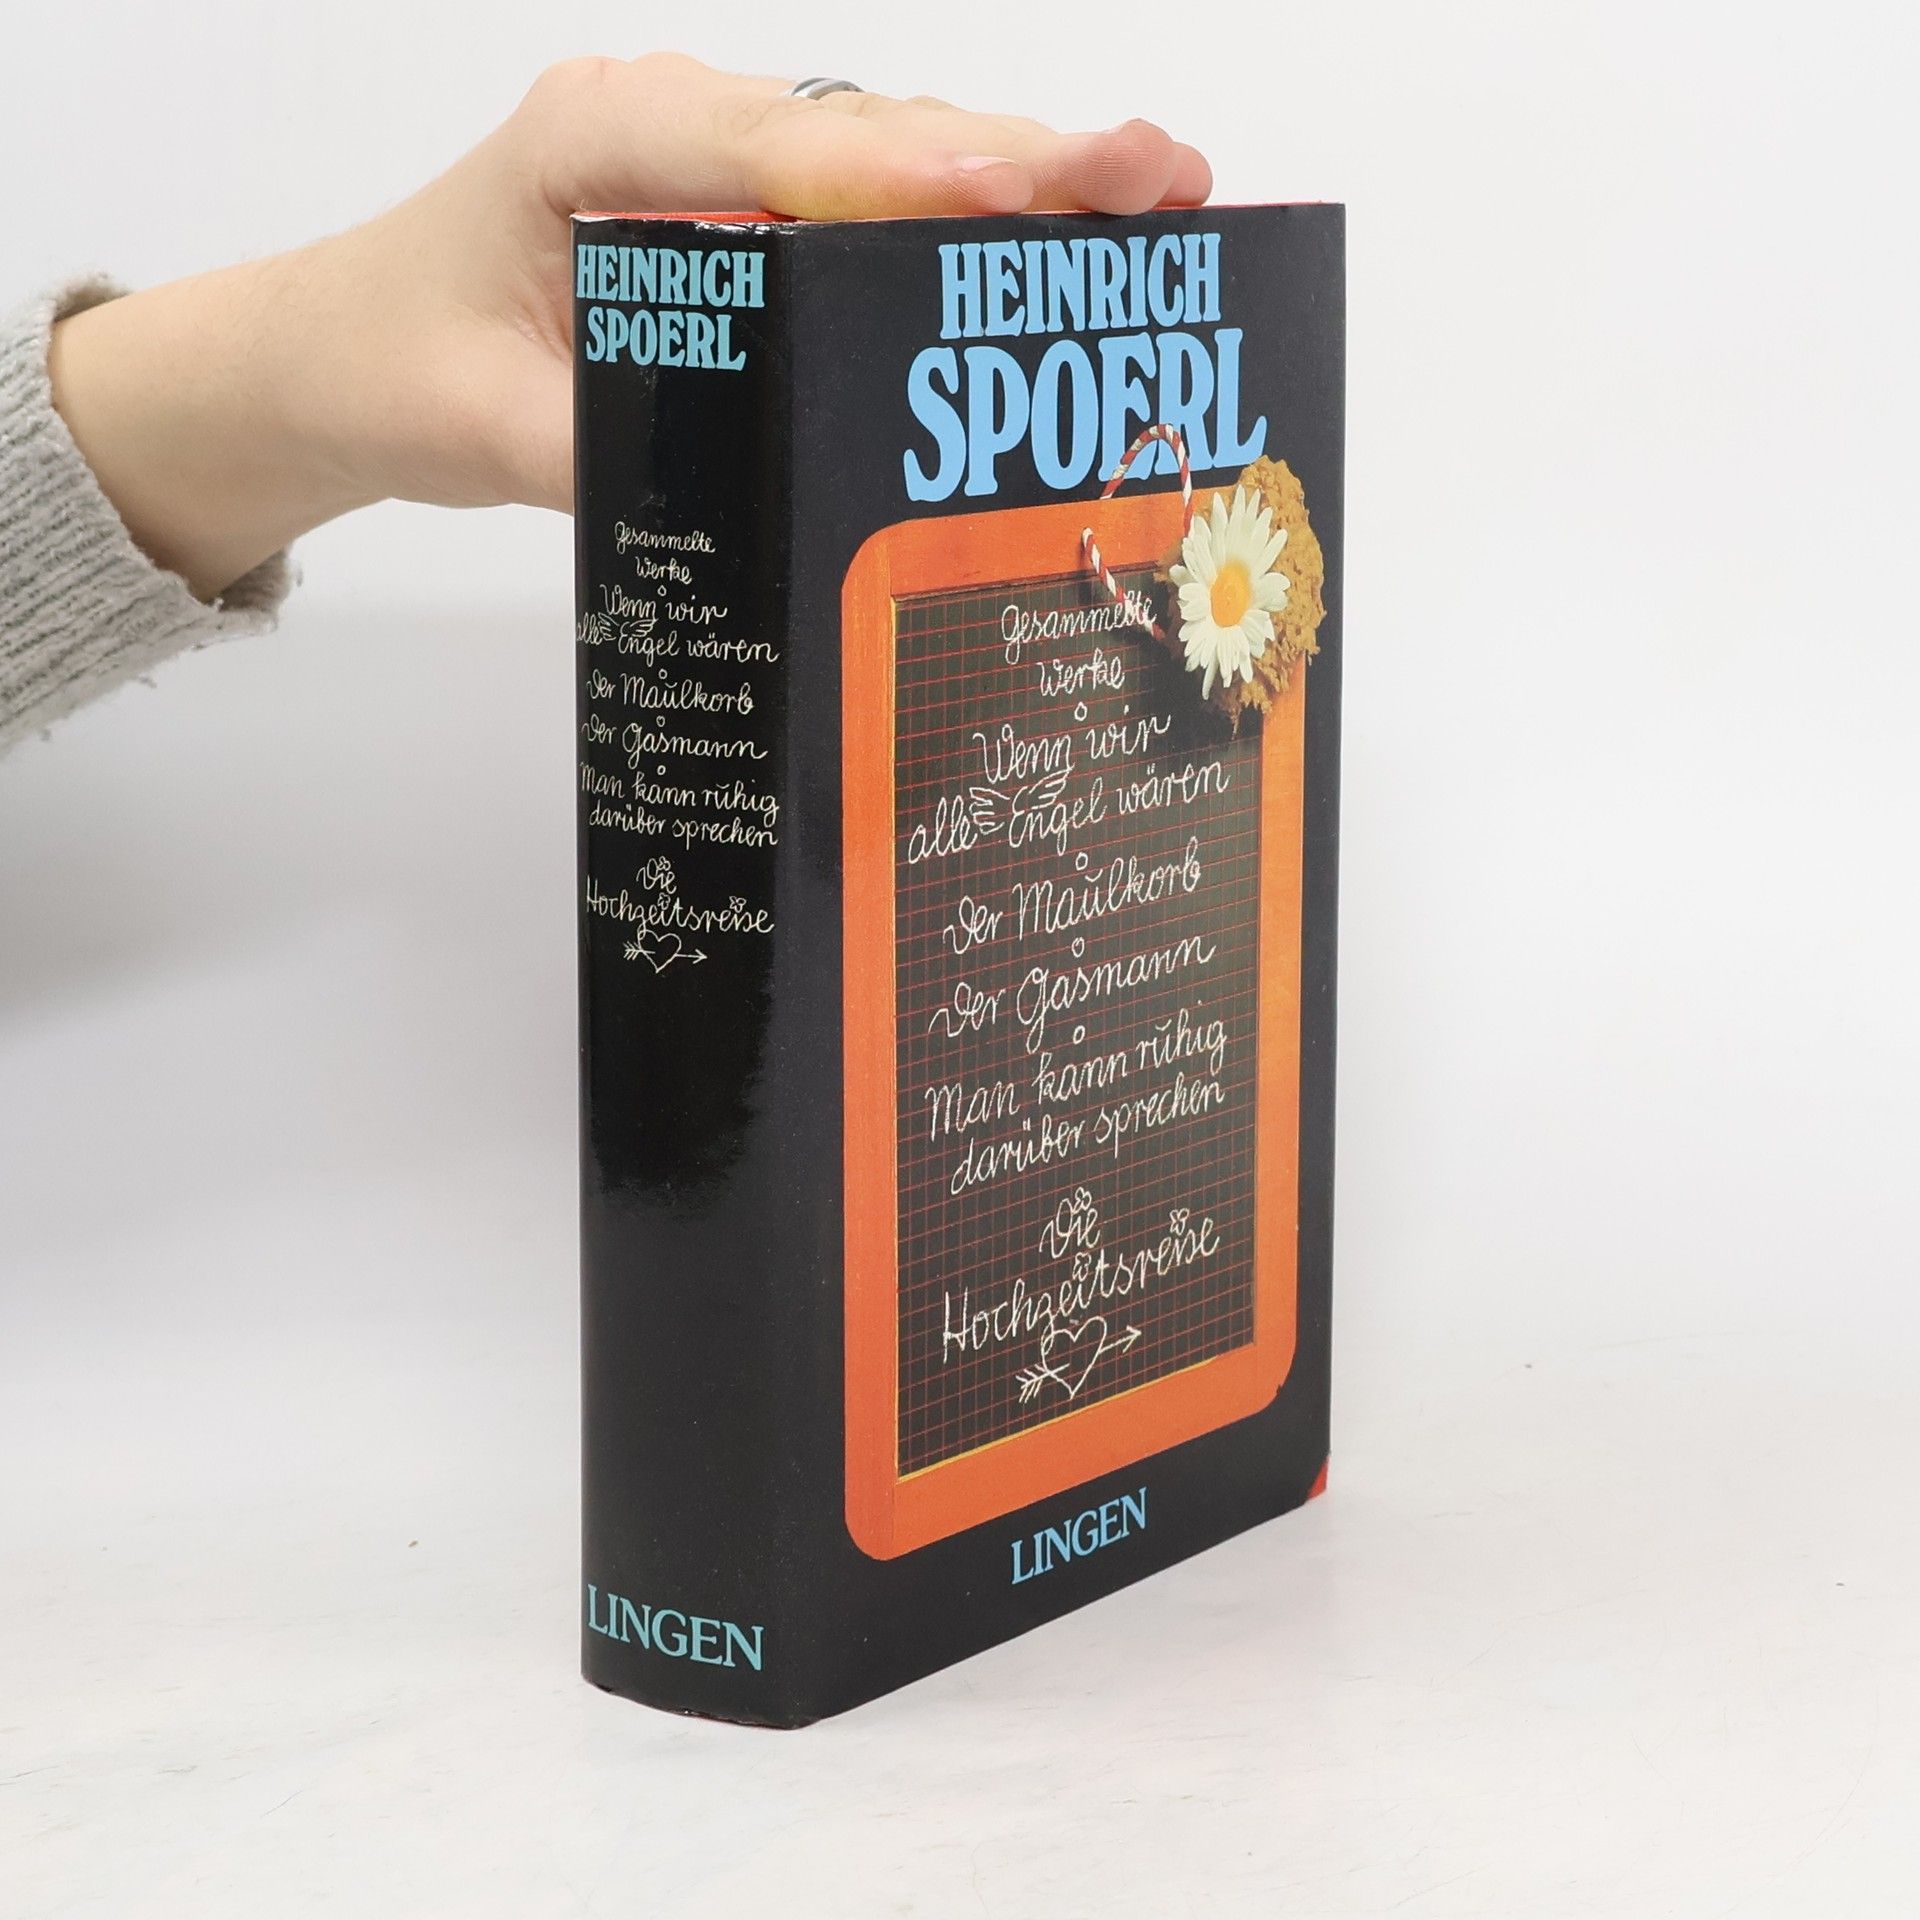 HEINRICH
SPOERL
Gesammelte
Werke
Wenn wir
alle Engel wären
Der Maulkorb
Der Gasmann
Man kann ruhig
darüber sprechen
Die
Hochzeitsreise
LINGEN
HEINRICH
SPOERL
Gesammelte
Werke
Wenn wir
alle Engel wären
Der Maulkorb
Der Gasmann
Man kann ruhig
darüber sprechen
Die
Hochzeitsreise
LINGEN